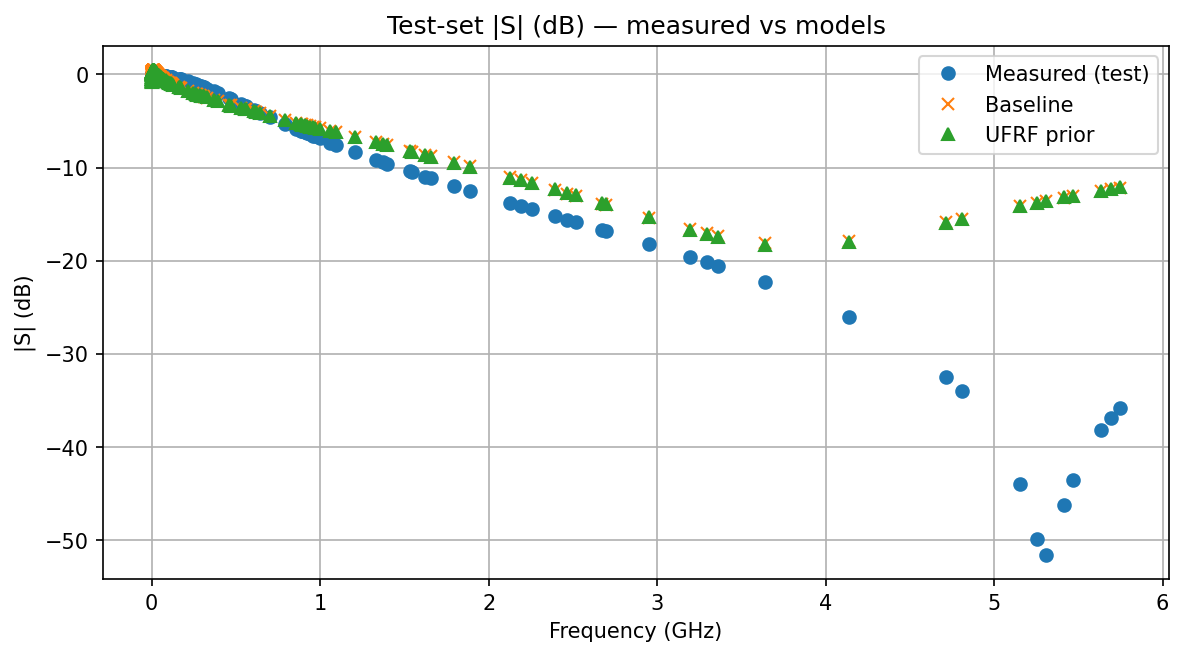 Test-set |S| (dB) — measured vs models
Measured (test)
Baseline
UFRF prior
|S| (dB)
0
−10
−20
−30
−40
−50
0 1 2 3 4 5 6
Frequency (GHz)